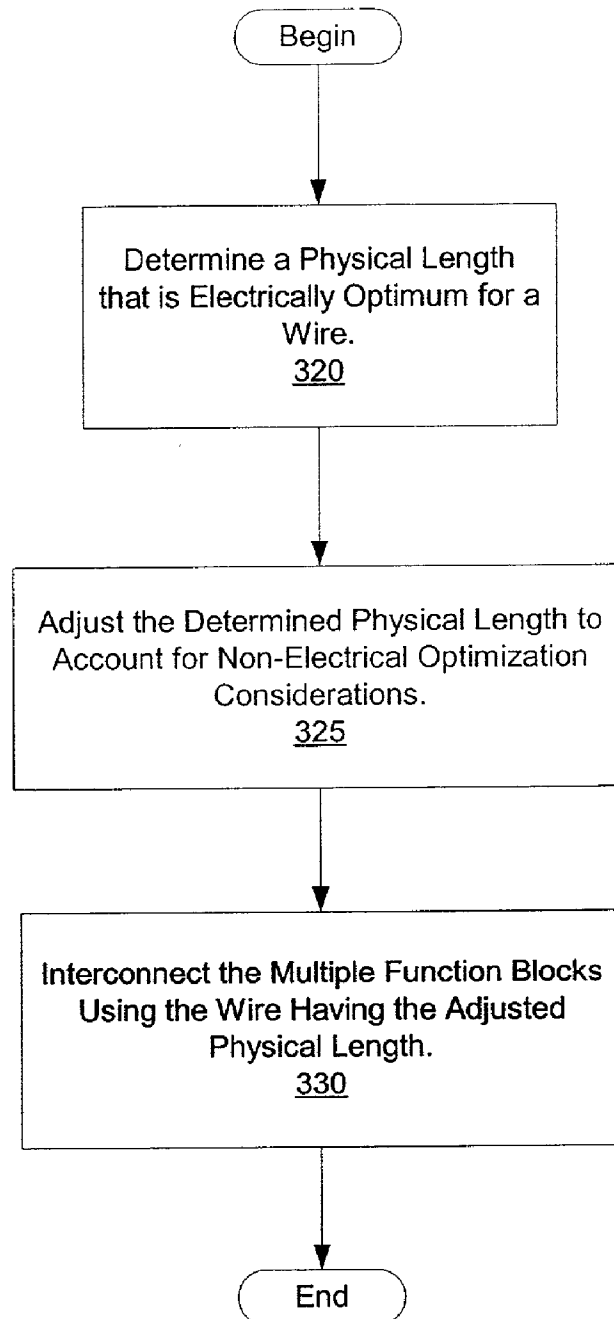 Begin
Determine a Physical Length
that is Electrically Optimum for a
Wire.
320
Adjust the Determined Physical Length to
Account for Non-Electrical Optimization
Considerations.
325
Interconnect the Multiple Function Blocks
Using the Wire Having the Adjusted
Physical Length.
330
End